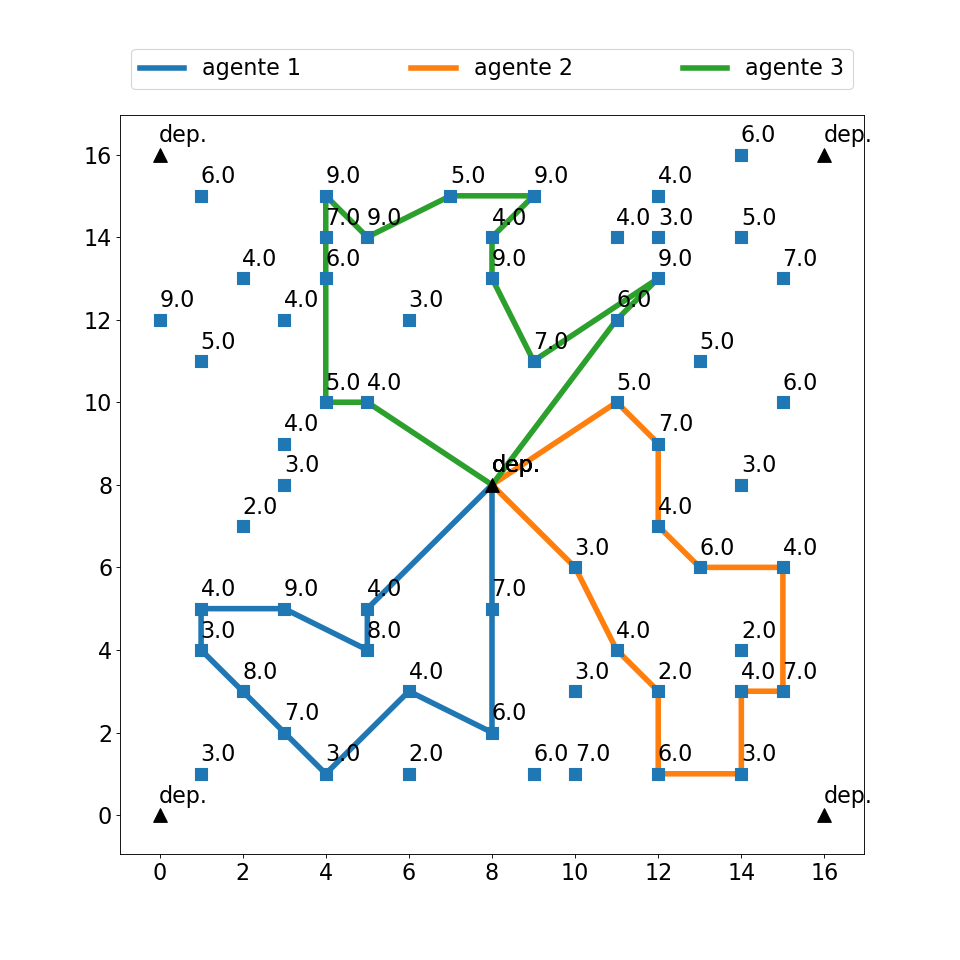 agente 1 agente 2 agente 3
dep. 6.0 dep.
16
6.0 9.0 5.0 9.0 4.0
7.0 9.0 4.0 4.0 3.0 5.0
14
4.0 6.0 9.0 9.0 7.0
9.0 4.0 3.0 6.0
12
5.0 7.0 5.0
5.0 4.0 5.0 6.0
10
4.0 7.0
3.0 dep. dep. 3.0
8
2.0 4.0
3.0 6.0 4.0
6
4.0 9.0 4.0 7.0
3.0 8.0 4.0 2.0
4
8.0 4.0 3.0 2.0 4.0 7.0
7.0 6.0
2
3.0 3.0 2.0 6.0 7.0 6.0 3.0
dep. dep.
0
0 2 4 6 8 10 12 14 16